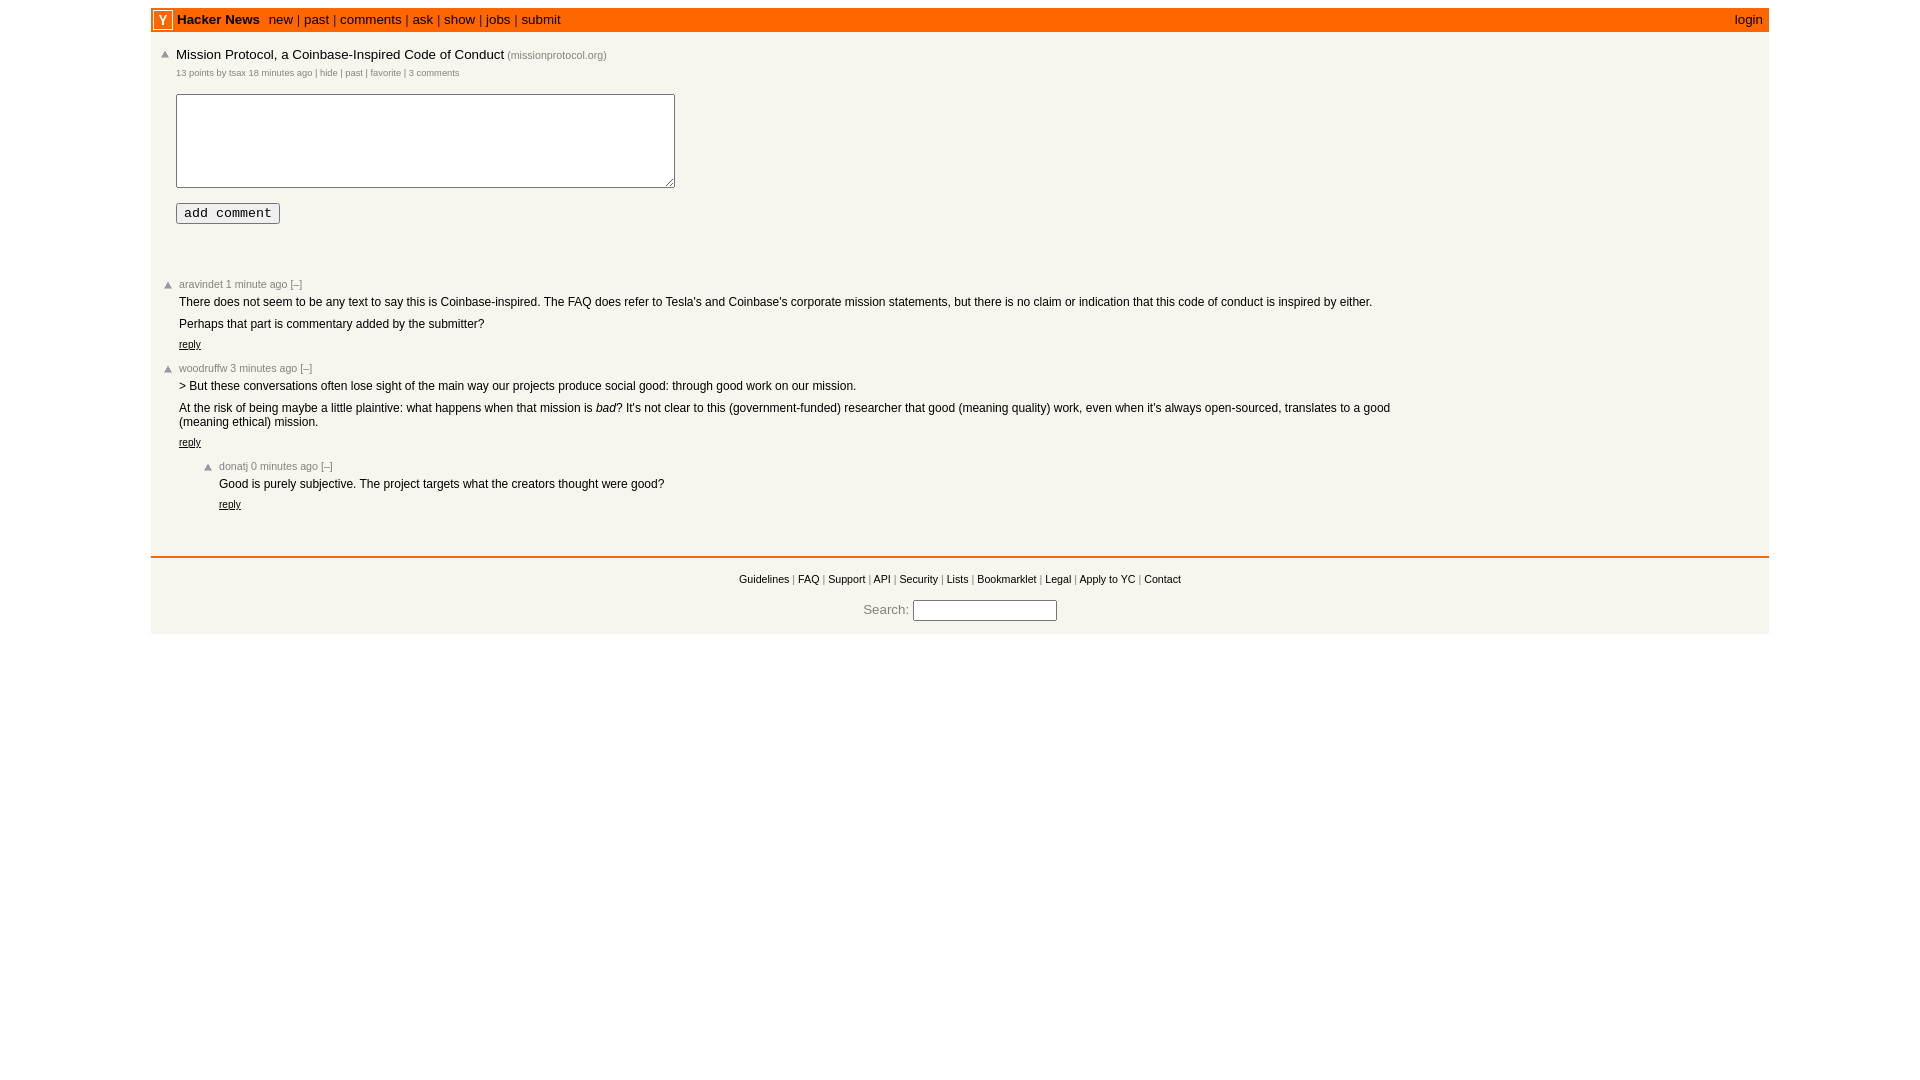 Y Hacker News new | past | comments | ask | show | jobs | submit login
Mission Protocol, a Coinbase-Inspired Code of Conduct (missionprotocol.org)
13 points by tsax 18 minutes ago | hide | past | favorite | 3 comments
add comment
aravindet 1 minute ago [–]
There does not seem to be any text to say this is Coinbase-inspired. The FAQ does refer to Tesla's and Coinbase's corporate mission statements, but there is no claim or indication that this code of conduct is inspired by either.
Perhaps that part is commentary added by the submitter?
reply
woodruffw 3 minutes ago [–]
> But these conversations often lose sight of the main way our projects produce social good: through good work on our mission.
At the risk of being maybe a little plaintive: what happens when that mission is bad? It's not clear to this (government-funded) researcher that good (meaning quality) work, even when it's always open-sourced, translates to a good
(meaning ethical) mission.
reply
donatj 0 minutes ago [–]
Good is purely subjective. The project targets what the creators thought were good?
reply
Guidelines | FAQ | Support | API | Security | Lists | Bookmarklet | Legal | Apply to YC | Contact
Search: